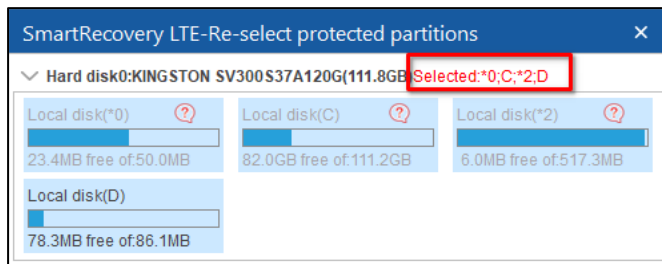 SmartRecovery LTE-Re-select protected partitions
Hard disk0:KINGSTON SV300S37A120G(111.8GB)Selected:*0;C;*2;D
Local disk(*0) Local disk(C) Local disk(*2)
23.4MB free of:50.0MB 82.0GB free of:111.2GB 6.0MB free of:517.3MB
Local disk(D)
78.3MB free of:86.1MB